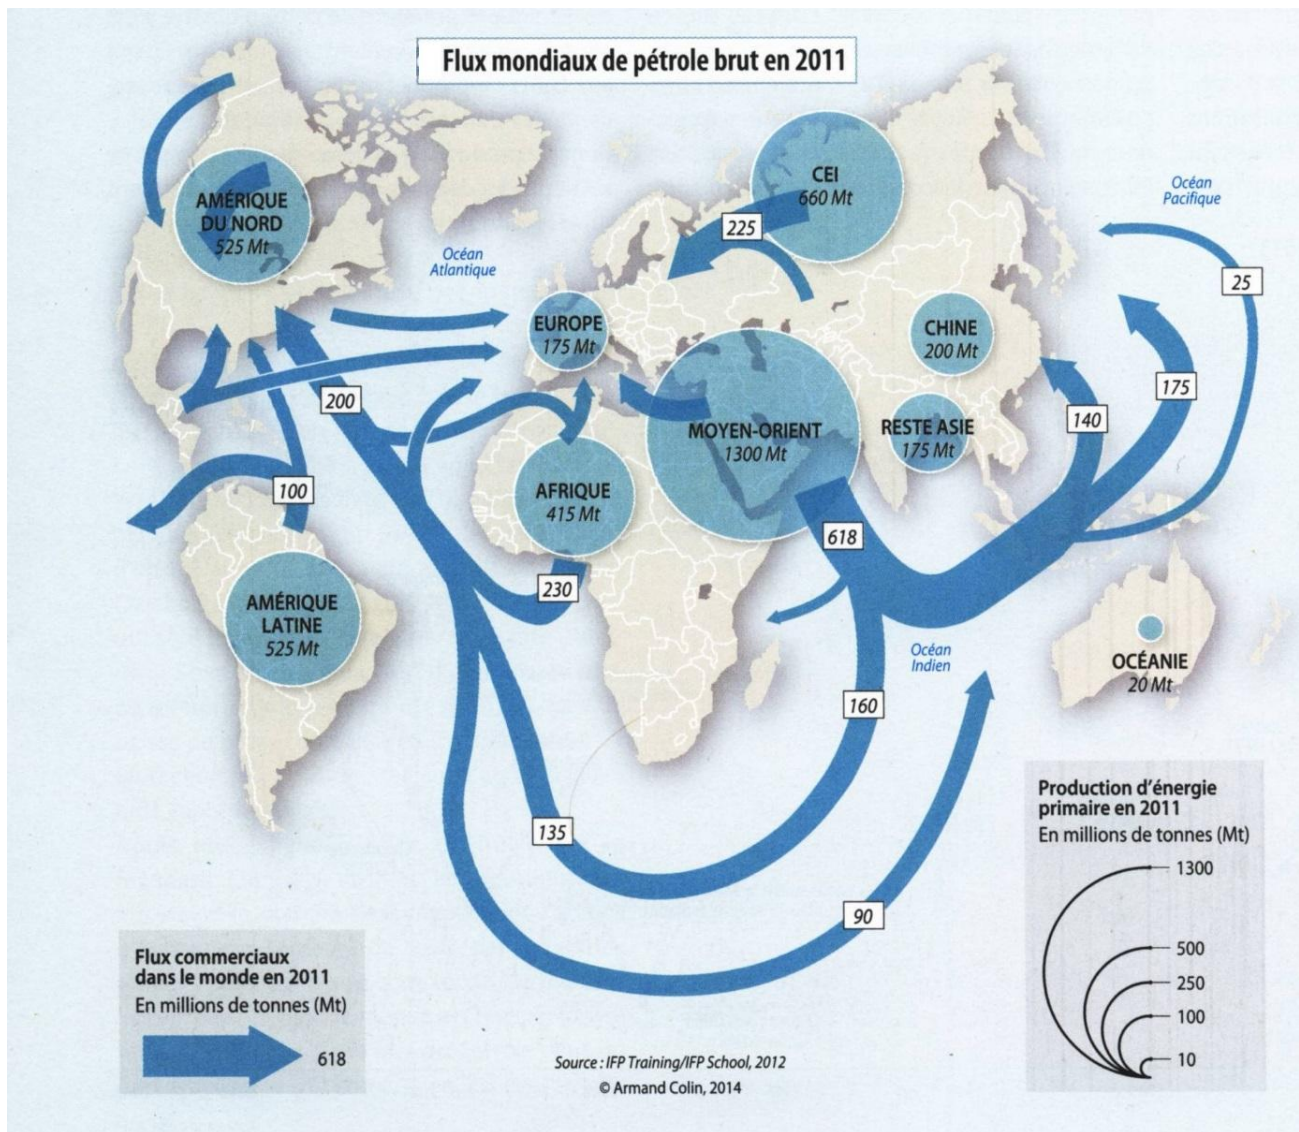 Flux mondiaux de pétrole brut en 2011
CEI
660 Mt
Océan
Pacifique
AMÉRIQUE
DU NORD
525 Mt
225
Océan
Atlantique
25
EUROPE
175 Mt
CHINE
200 Mt
200
175
140
MOYEN-ORIENT
1300 Mt
RESTE ASIE
175 Mt
100
AFRIQUE
415 Mt
618
230
AMÉRIQUE
LATINE
525 Mt
Océan
Indien
OCÉANIE
20 Mt
160
135
90
Production d'énergie
primaire en 2011
En millions de tonnes (Mt)
1300
500
250
100
10
Flux commerciaux
dans le monde en 2011
En millions de tonnes (Mt)
618
Source : IFP Training/IFP School, 2012
© Armand Colin, 2014